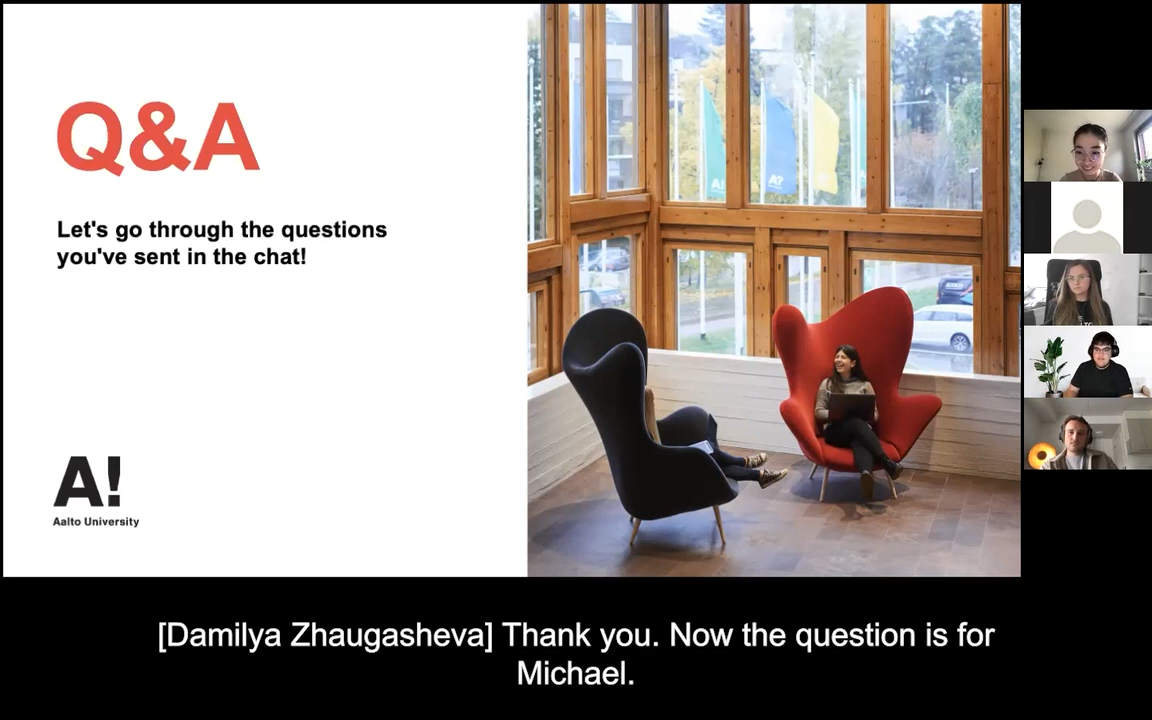 Q&A
Let's go through the questions
you've sent in the chat!
A!
Aalto University
A!
A?
[Damilya Zhaugasheva] Thank you. Now the question is for
Michael.